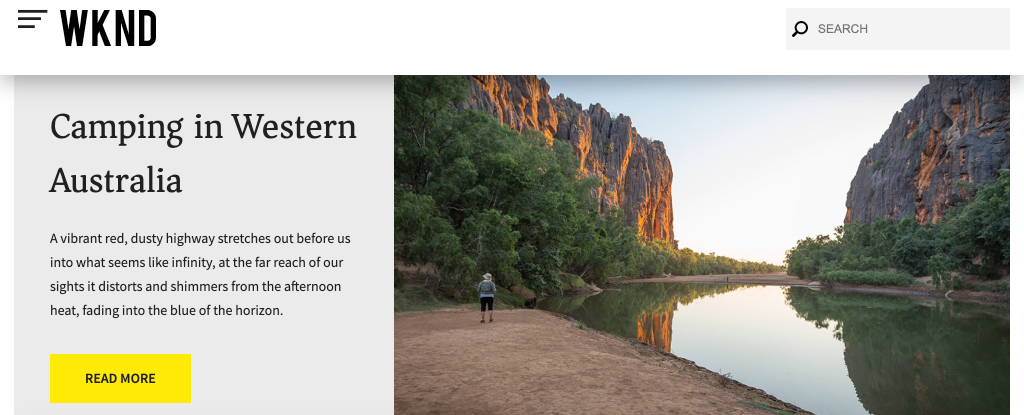 WKND
SEARCH
Camping in Western
Australia
A vibrant red, dusty highway stretches out before us
into what seems like infinity, at the far reach of our
sights it distorts and shimmers from the afternoon
heat, fading into the blue of the horizon.
READ MORE